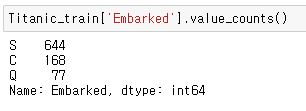 Titanic_train['Embarked'].value_counts()
S    644
C    168
Q     77
Name: Embarked, dtype: int64